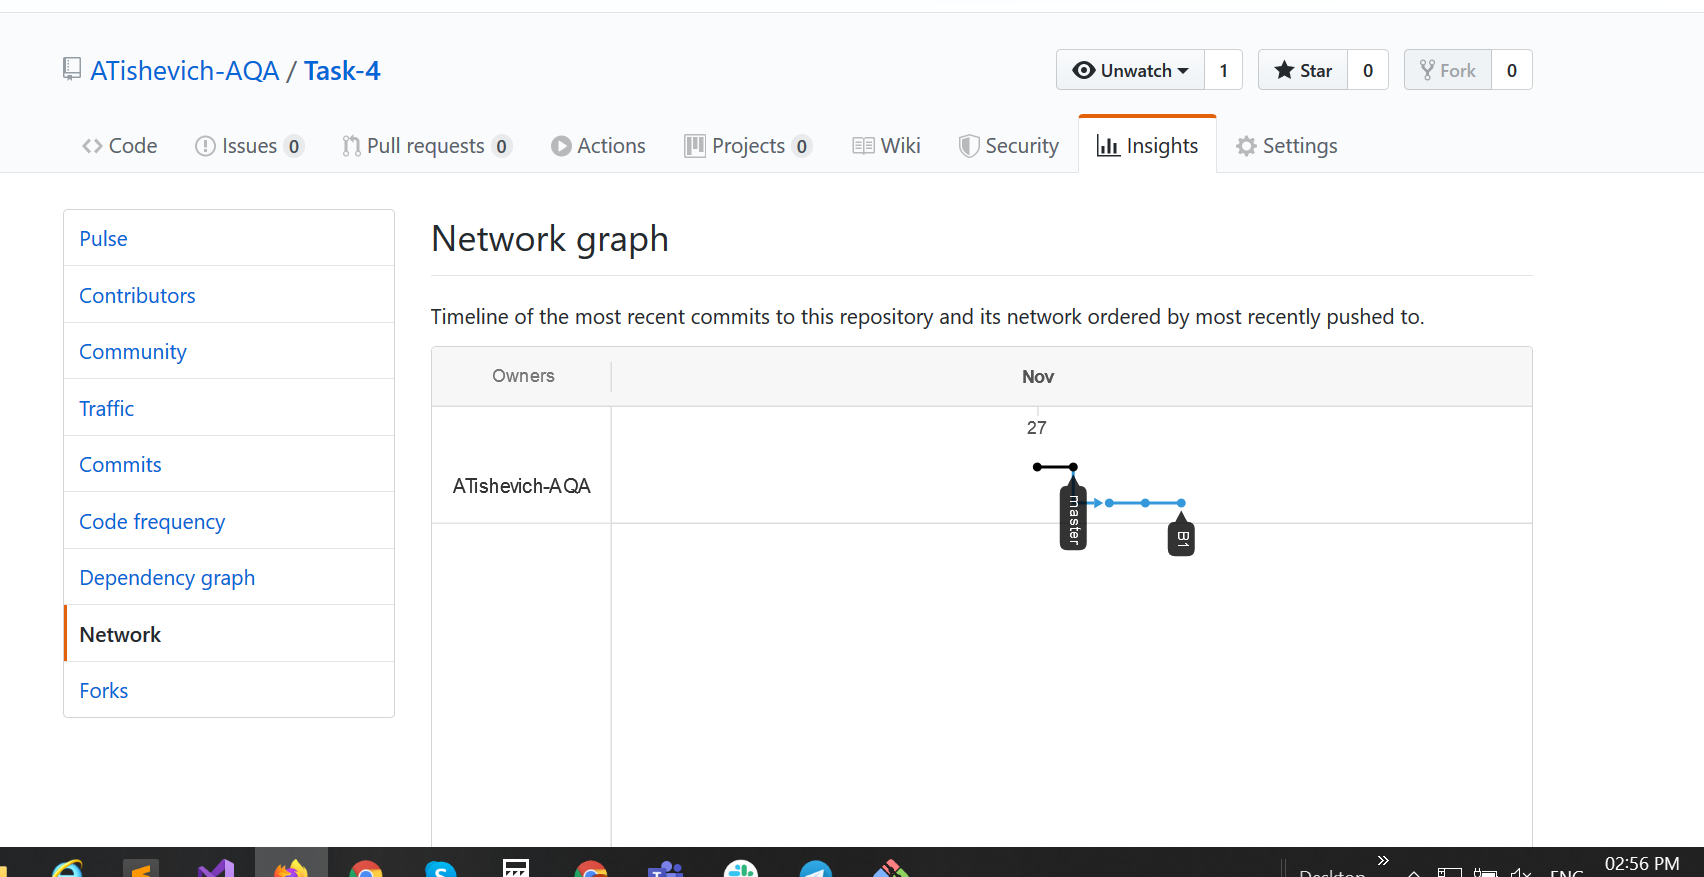 ATishevich-AQA / Task-4
Unwatch 1 Star 0 Fork 0
Code Issues 0 Pull requests 0 Actions Projects 0 Wiki Security Insights Settings
Pulse
Contributors
Community
Traffic
Commits
Code frequency
Dependency graph
Network
Forks
Network graph
Timeline of the most recent commits to this repository and its network ordered by most recently pushed to.
Owners Nov
27
ATishevich-AQA
master
B1
Desktop » ENG 02:56 PM